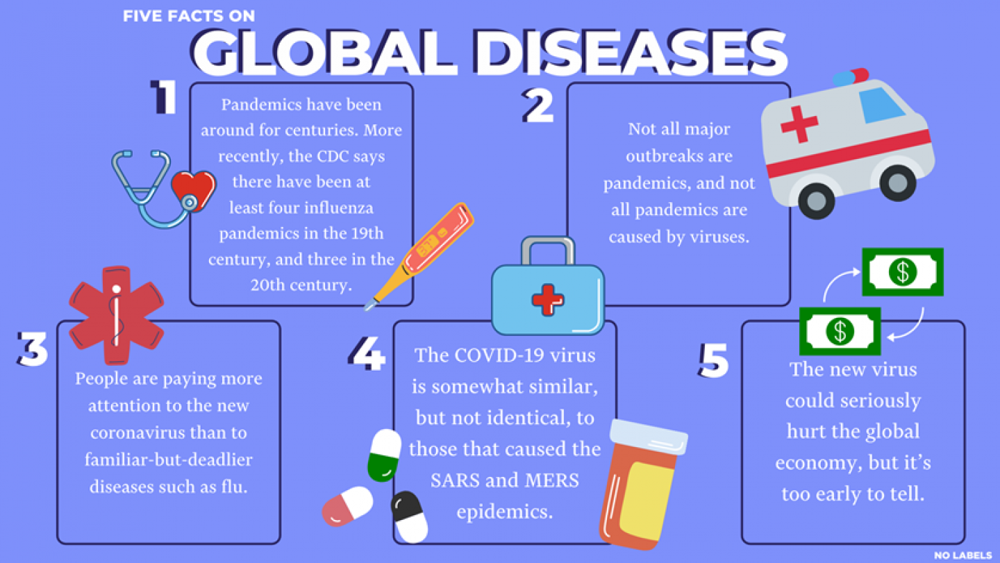 FIVE FACTS ON
GLOBAL DISEASES
1
Pandemics have been
around for centuries. More
recently, the CDC says
there have been at
least four influenza
pandemics in the 19th
century, and three in the
20th century.
2
Not all major
outbreaks are
pandemics, and not
all pandemics are
caused by viruses.
3
People are paying more
attention to the new
coronavirus than to
familiar-but-deadlier
diseases such as flu.
4
The COVID-19 virus
is somewhat similar,
but not identical, to
those that caused the
SARS and MERS
epidemics.
5
$
$
The new virus
could seriously
hurt the global
economy, but it's
too early to tell.
NO LABELS